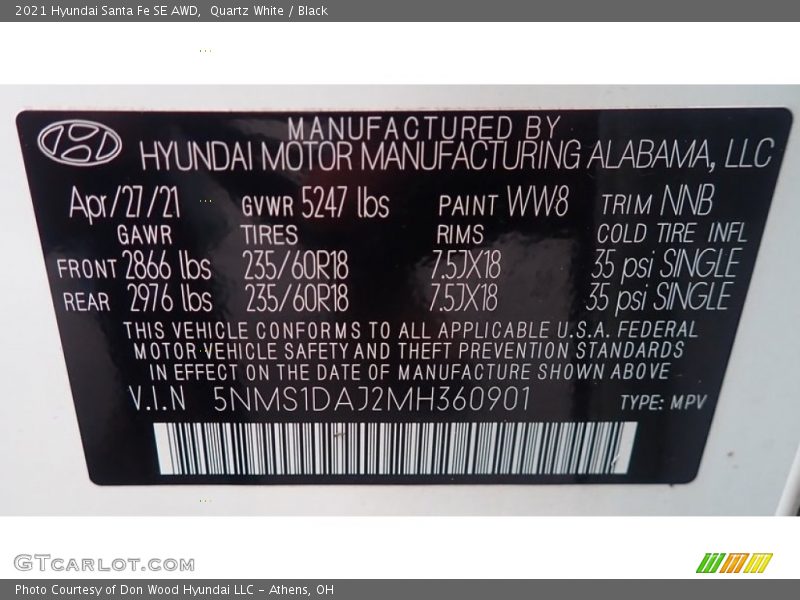 2021 Hyundai Santa Fe SE AWD,  Quartz White / Black
MANUFACTURED BY
HYUNDAI MOTOR MANUFACTURING ALABAMA, LLC
Apr/27/21 GVWR 5247 lbs PAINT WW8 TRIM NNB
GAWR TIRES RIMS COLD TIRE INFL
FRONT 2866 lbs 235/60R18 7.5JX18 35 psi SINGLE
REAR 2976 lbs 235/60R18 7.5JX18 35 psi SINGLE
THIS VEHICLE CONFORMS TO ALL APPLICABLE U.S.A. FEDERAL
MOTOR VEHICLE SAFETY AND THEFT PREVENTION STANDARDS
IN EFFECT ON THE DATE OF MANUFACTURE SHOWN ABOVE
V.I.N 5NMS1DAJ2MH360901 TYPE: MPV
GTcarlot.com
Photo Courtesy of Don Wood Hyundai LLC - Athens, OH